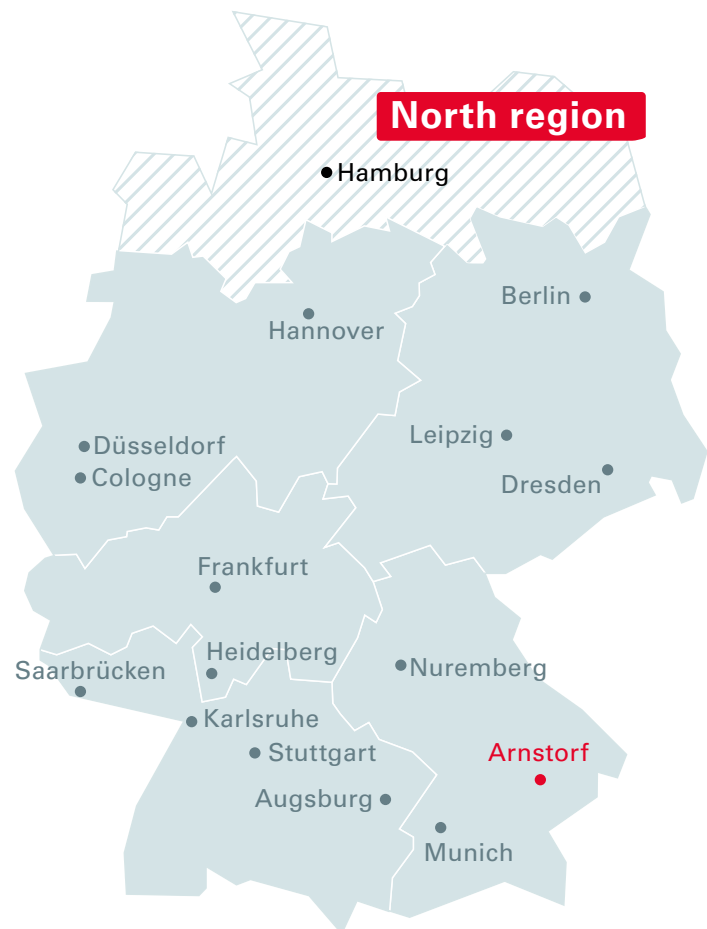 North region
Hamburg
Berlin
Hannover
Düsseldorf
Leipzig
Cologne
Dresden
Frankfurt
Heidelberg
Saarbrücken
Nuremberg
Karlsruhe
Stuttgart
Arnstorf
Augsburg
Munich